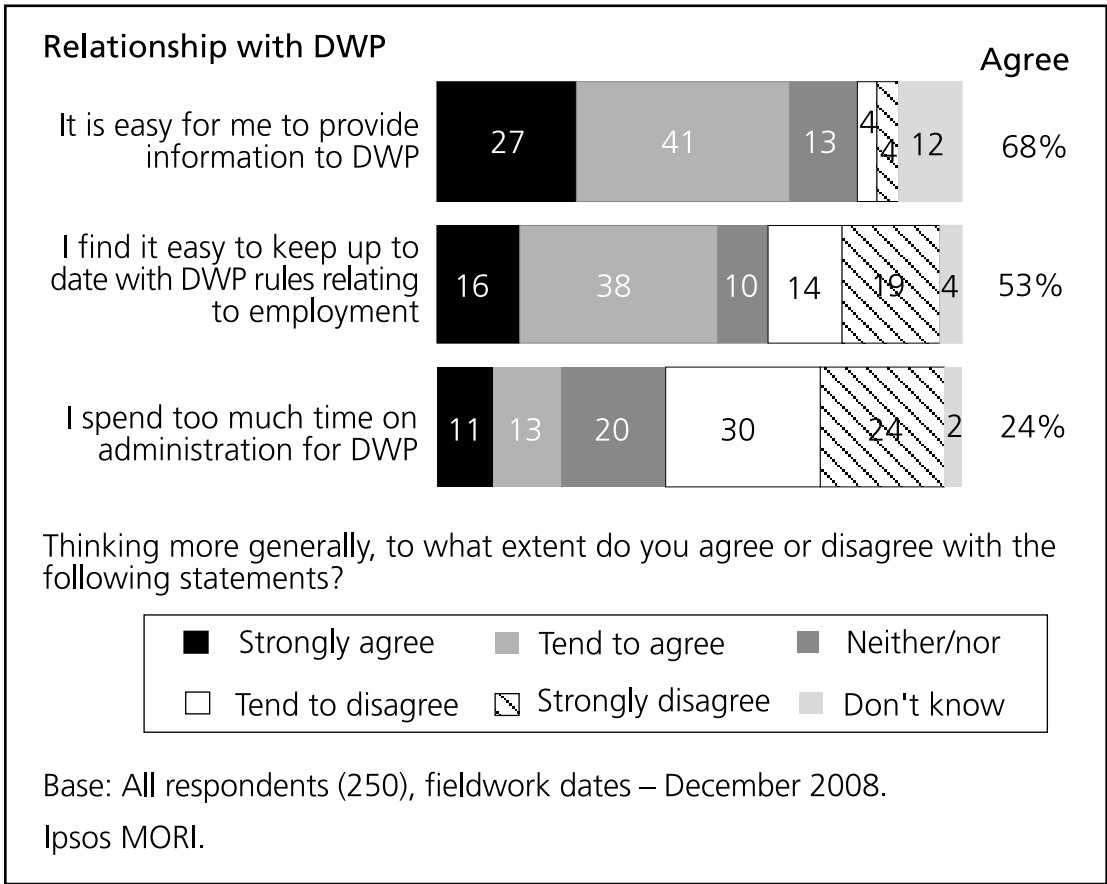 Relationship with DWP
Agree
It is easy for me to provide
information to DWP
27 41 13 4 4 12 68%
I find it easy to keep up to
date with DWP rules relating
to employment
16 38 10 14 19 4 53%
I spend too much time on
administration for DWP
11 13 20 30 24 2 24%
Thinking more generally, to what extent do you agree or disagree with the
following statements?
Strongly agree Tend to agree Neither/nor
Tend to disagree Strongly disagree Don't know
Base: All respondents (250), fieldwork dates – December 2008.
Ipsos MORI.